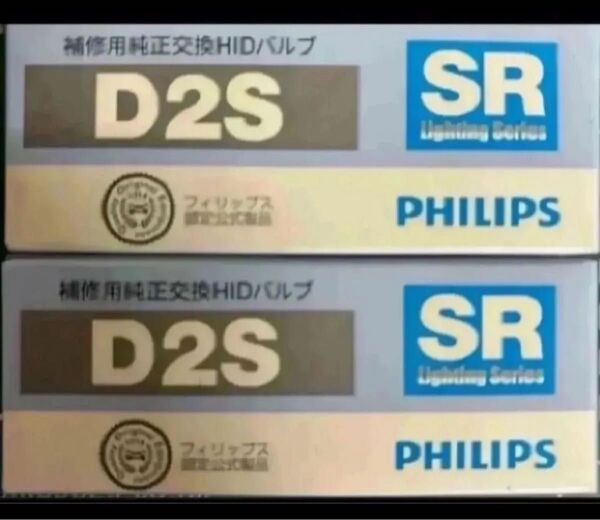 補修用純正交換HIDバルブ
D2S
SR
Lighting Series
フィリップス
認定公式製品
PHILIPS
補修用純正交換HIDバルブ
D2S
SR
Lighting Series
フィリップス
認定公式製品
PHILIPS